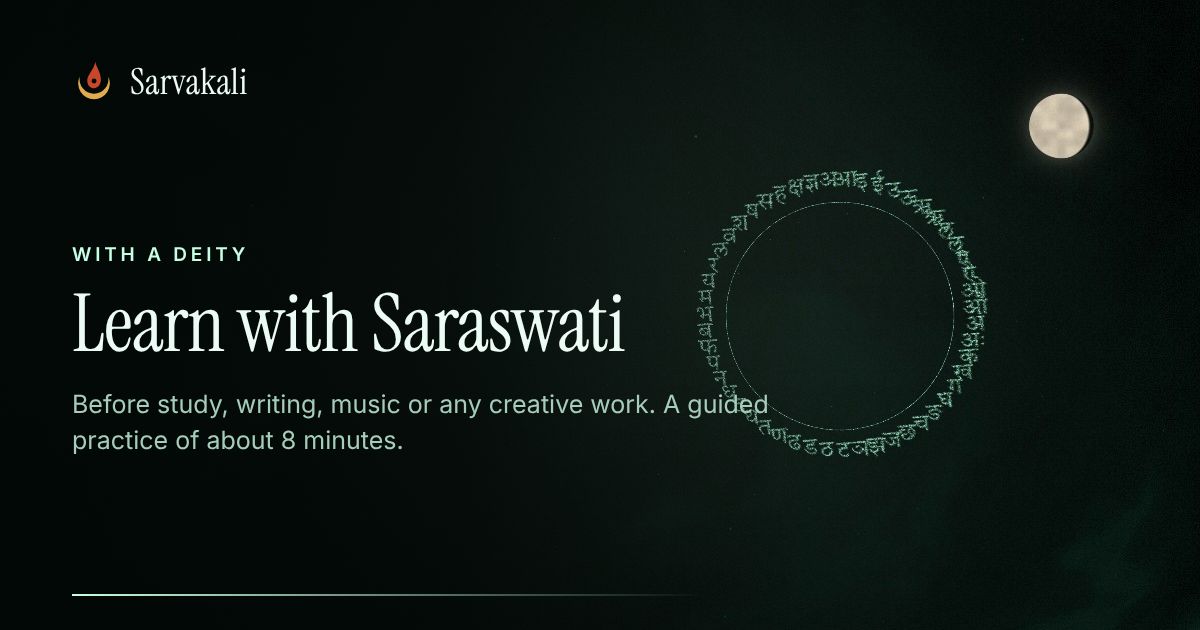 Sarvakali
WITH A DEITY
Learn with Saraswati
Before study, writing, music or any creative work. A guided
practice of about 8 minutes.